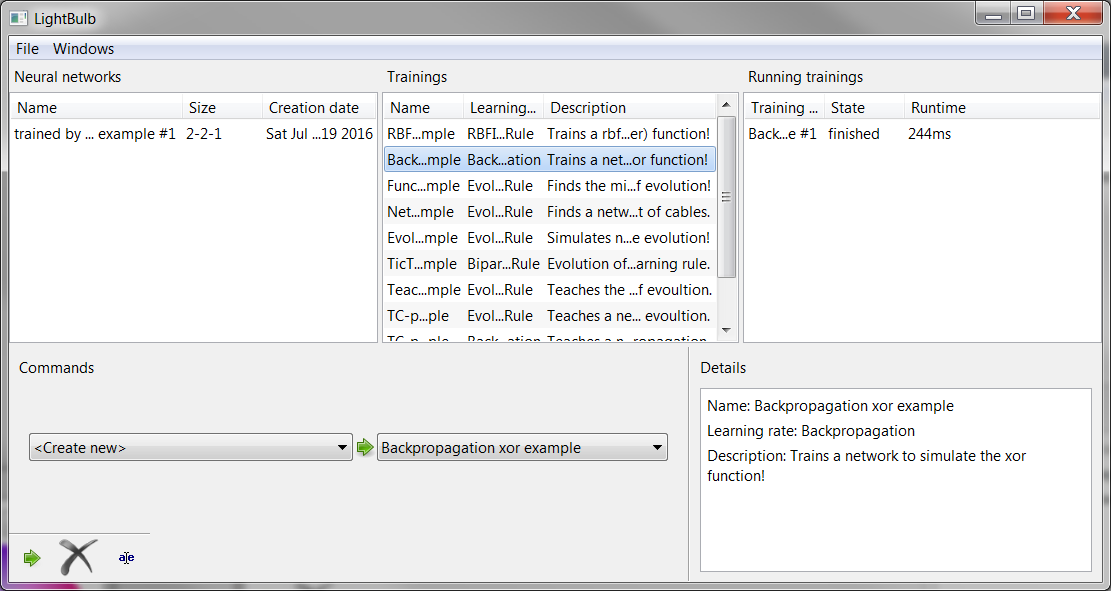 LightBulb
File Windows
Neural networks
Name Size Creation date
trained by ... example #1 2-2-1 Sat Jul ...19 2016
Trainings
Name Learning... Description
RBF...mple RBFI...Rule Trains a rbf...er) function!
Back...mple Back...ation Trains a net...or function!
Func...mple Evol...Rule Finds the mi...f evolution!
Net...mple Evol...Rule Finds a netw...t of cables.
Evol...mple Evol...Rule Simulates n...e evolution!
TicT...mple Bipar...Rule Evolution of...arning rule.
Teac...mple Evol...Rule Teaches the ...f evoultion.
TC-p...ple Evol...Rule Teaches a ne... evoultion.
TC-p...ple Back...ation Teaches a n...ropagation.
Running trainings
Training ... State Runtime
Back...e #1 finished 244ms
Commands
<Create new> Backpropagation xor example
a|e
Details
Name: Backpropagation xor example
Learning rate: Backpropagation
Description: Trains a network to simulate the xor
function!